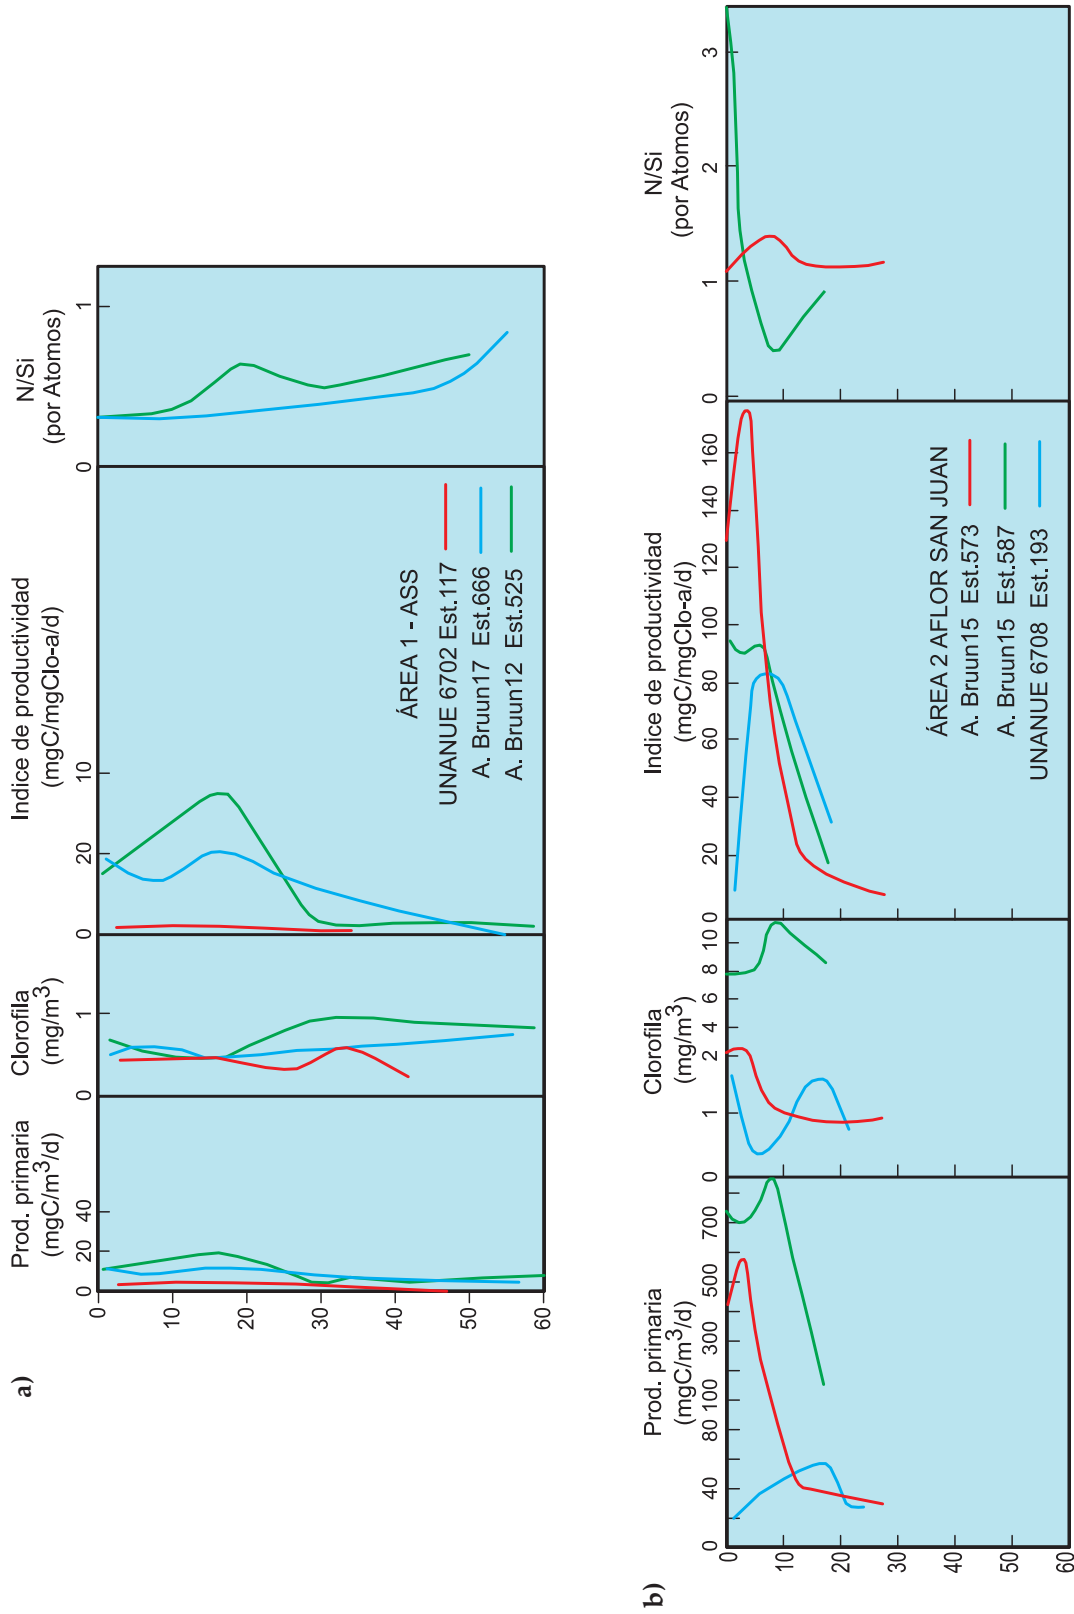 a)
Prod. primaria
(mgC/m3/d)
0 20 40
Clorofila
(mg/m3)
0 1
Indice de productividad
(mgC/mgClo-a/d)
0 20 10
N/Si
(por Atomos)
0 1
0
10
20
30
40
50
60
ÁREA 1 - ASS
UNANUE 6702 Est.117
A. Bruun17 Est.666
A. Bruun12 Est.525
b)
Prod. primaria
(mgC/m3/d)
0 40 80 100 300 500 700
Clorofila
(mg/m3)
0 1 2 4 6 8 10
Indice de productividad
(mgC/mgClo-a/d)
0 20 40 60 80 100 120 140 160
N/Si
(por Atomos)
0 1 2 3
0
10
20
30
40
50
60
ÁREA 2 AFLOR SAN JUAN
A. Bruun15 Est.573
A. Bruun15 Est.587
UNANUE 6708 Est.193